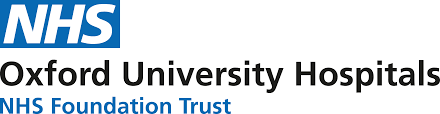 NHS
Oxford University Hospitals
NHS Foundation Trust